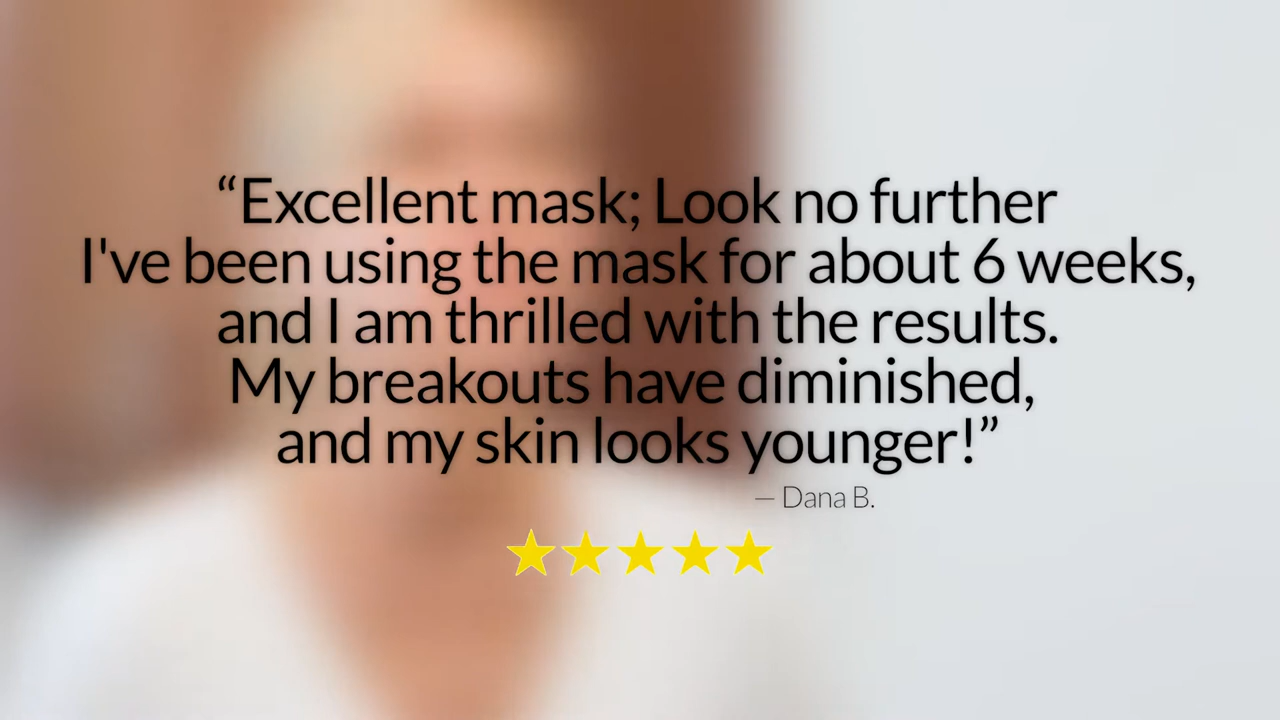 “Excellent mask; Look no further
I've been using the mask for about 6 weeks,
and I am thrilled with the results.
My breakouts have diminished,
and my skin looks younger!”
— Dana B.